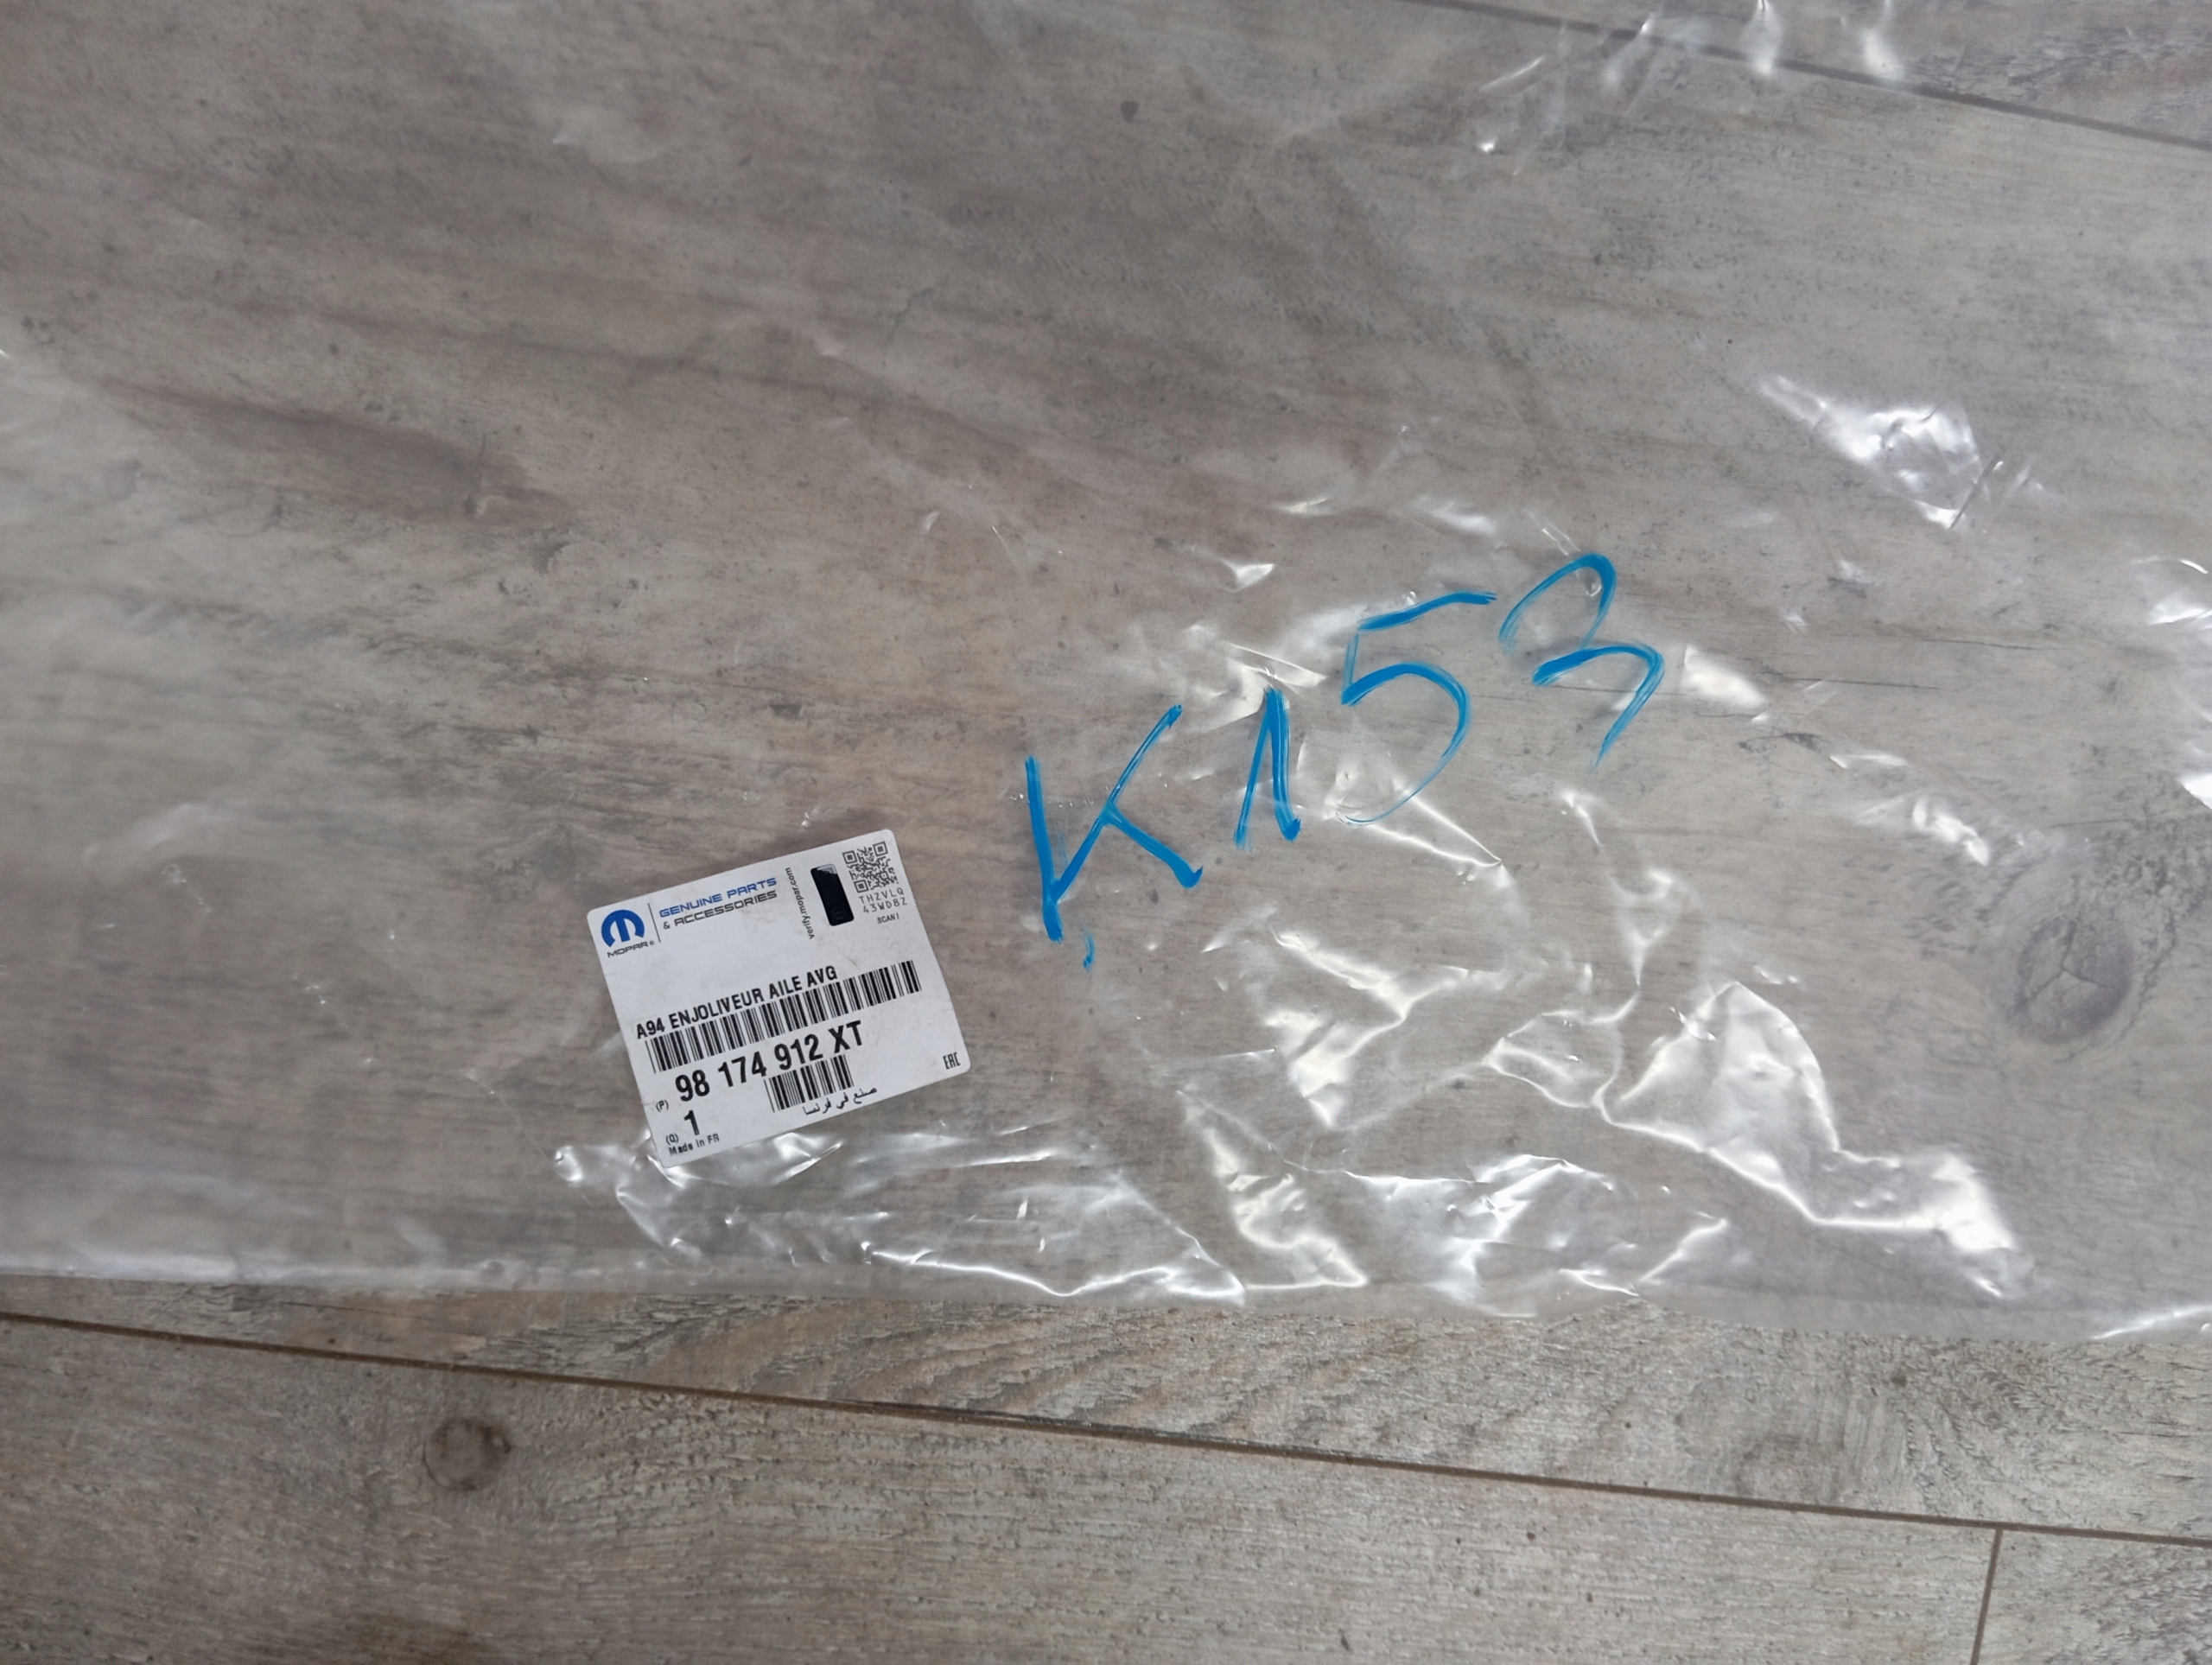 K153
MOPAR®
GENUINE PARTS
& ACCESSORIES
verify.mopar.com
THZVLQ
43WDBZ
SCAN!
A94 ENJOLIVEUR AILE AVG
(P) 98 174 912 XT
(Q) 1
صنع في فرنسا
Made in FR
EAC